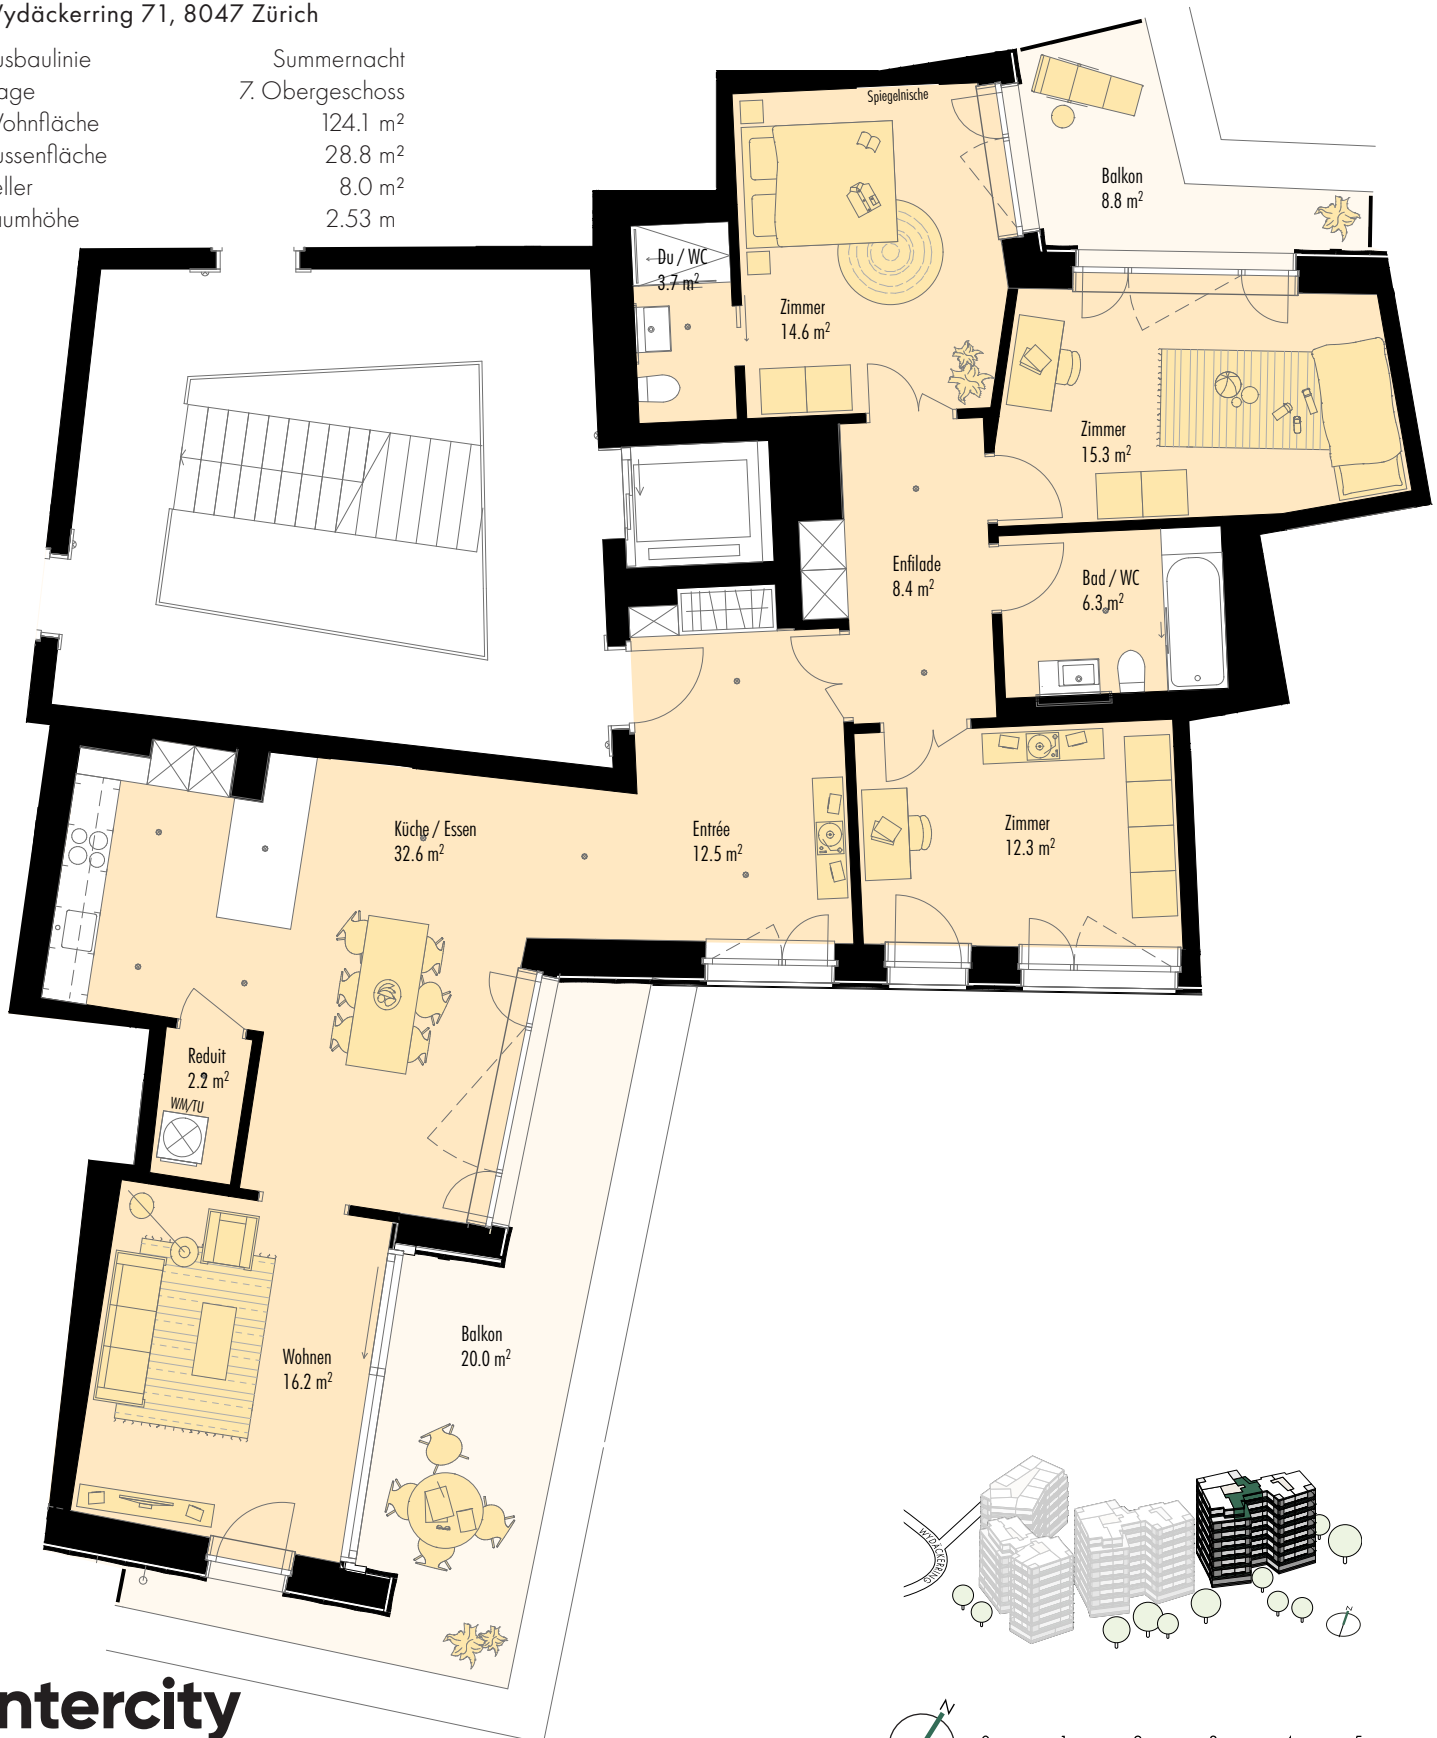 Wydäckerring 71, 8047 Zürich
usbaulinie Summernacht
age 7. Obergeschoss
Wohnfläche 124.1 m²
ussenfläche 28.8 m²
eller 8.0 m²
aumhöhe 2.53 m
Spiegelnische
Balkon
8.8 m²
Du / WC
3.7 m²
Zimmer
14.6 m²
Zimmer
15.3 m²
Enfilade
8.4 m²
Bad / WC
6.3 m²
Küche / Essen
32.6 m²
Entrée
12.5 m²
Zimmer
12.3 m²
Reduit
2.2 m²
WM/TU
Balkon
20.0 m²
Wohnen
16.2 m²
WYDÄCKERRING
N
ntercity
N